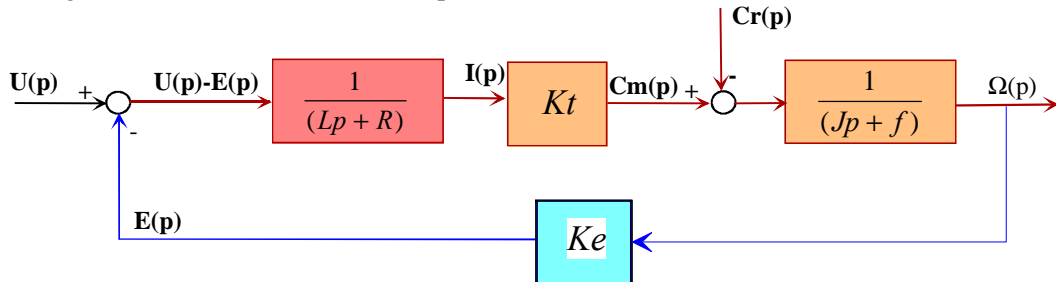 Cr(p)
U(p) + U(p)-E(p) 1 I(p) Cm(p) + - 1 Ω(p)
(Lp + R) Kt (Jp + f)
-
E(p)
Ke